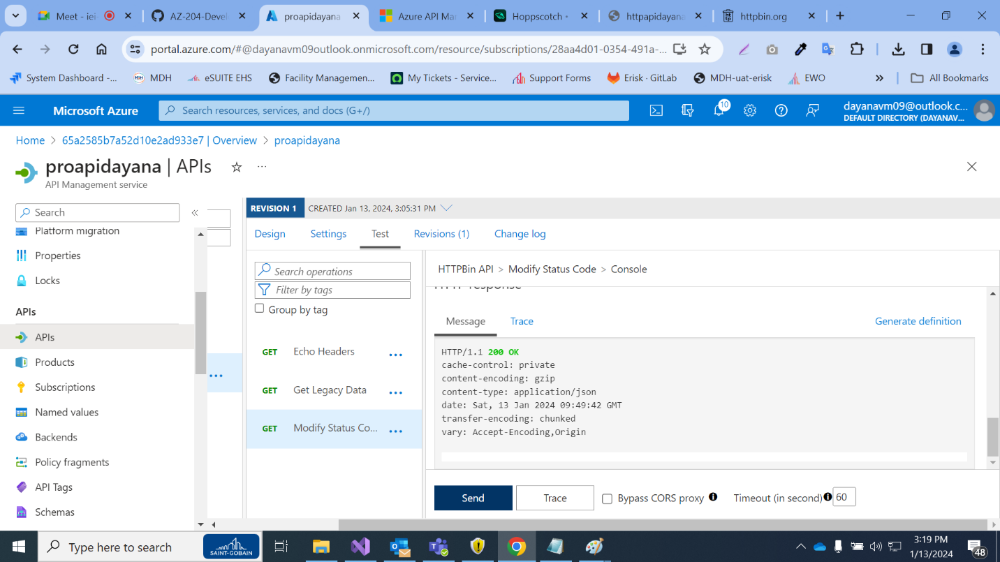 Meet - iei-
AZ-204-Devel
proapidayana
Azure API Man
Hoppscotch •
httpapidayana
httpbin.org
portal.azure.com/#@dayanavm09outlook.onmicrosoft.com/resource/subscriptions/28aa4d01-0354-491a-...
System Dashboard -...
MDH
eSUITE EHS
Facility Managemen...
My Tickets - Service...
Support Forms
Erisk · GitLab
MDH-uat-erisk
EWO
»
All Bookmarks
Microsoft Azure
Search resources, services, and docs (G+/)
10
dayanavm09@outlook.c...
DEFAULT DIRECTORY (DAYANAV...
Home > 65a2585b7a52d10e2ad933e7 | Overview > proapidayana
proapidayana | APIs
API Management service
Search
«
Platform migration
Properties
Locks
APIs
APIs
Products
Subscriptions
Named values
Backends
Policy fragments
API Tags
Schemas
REVISION 1
CREATED Jan 13, 2024, 3:05:31 PM
Design
Settings
Test
Revisions (1)
Change log
Search operations
Filter by tags
Group by tag
GET Echo Headers
GET Get Legacy Data
GET Modify Status Co...
HTTPBin API > Modify Status Code > Console
HTTP response
Message
Trace
Generate definition
HTTP/1.1 200 OK
cache-control: private
content-encoding: gzip
content-type: application/json
date: Sat, 13 Jan 2024 09:49:42 GMT
transfer-encoding: chunked
vary: Accept-Encoding,Origin
Send
Trace
Bypass CORS proxy
Timeout (in second)
60
Type here to search
SAINT-GOBAIN
3:19 PM
1/13/2024
48